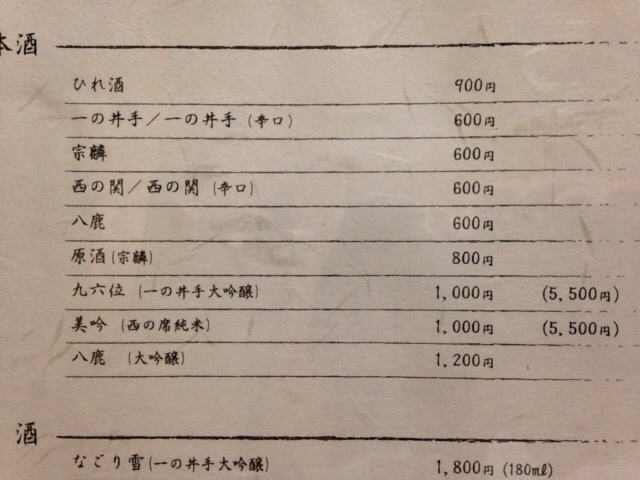 本酒
ひれ酒 900円
一の井手/一の井手(辛口) 600円
宗麟 600円
西の関/西の関(辛口) 600円
八鹿 600円
原酒(宗麟) 800円
九六位(一の井手大吟醸) 1,000円 (5,500円)
美吟(西の席純米) 1,000円 (5,500円)
八鹿(大吟醸) 1,200円
酒
なごり雪(一の井手大吟醸) 1,800円(180ml)